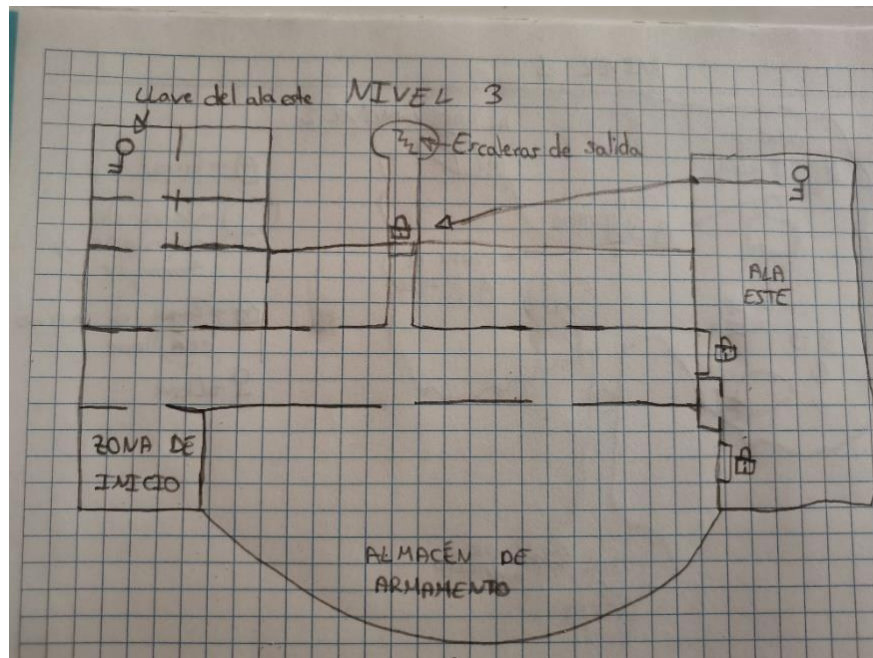 Llave del ala este NIVEL 3
Escaleras de salida
ALA
ESTE
ZONA DE
INICIO
ALMACÉN DE
ARMAMENTO